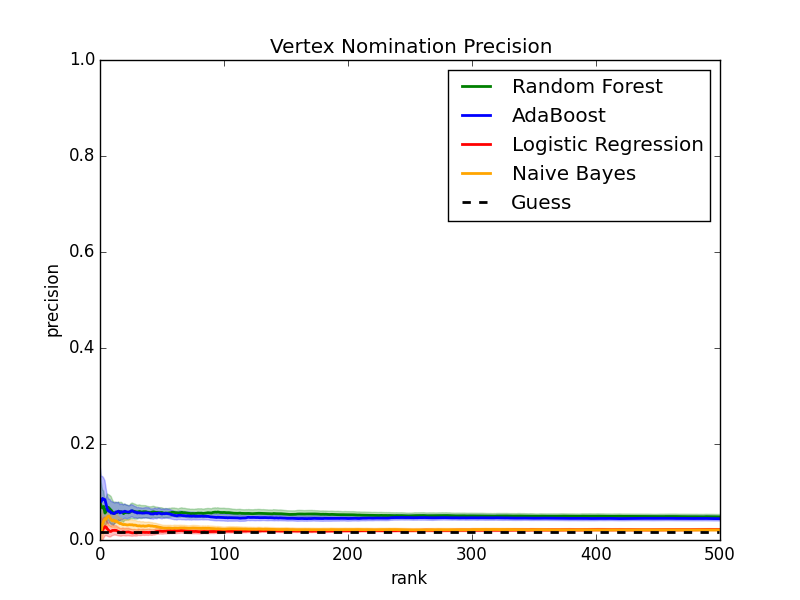 Vertex Nomination Precision
1.0
0.8
0.6
0.4
0.2
0.0
precision
Random Forest
AdaBoost
Logistic Regression
Naive Bayes
Guess
0 100 200 300 400 500
rank